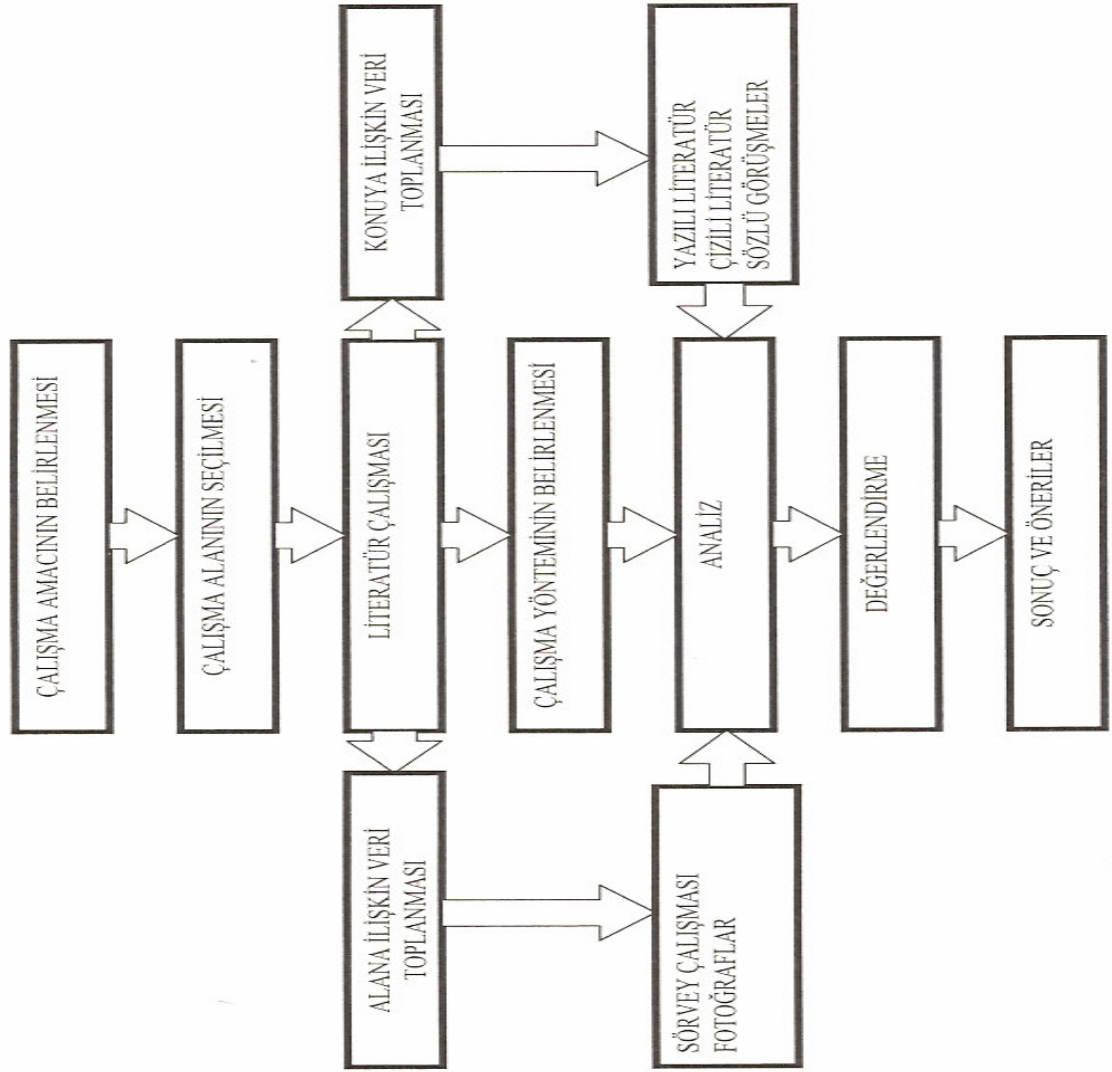 ÇALIŞMA AMACININ BELİRLENMESİ
ÇALIŞMA ALANININ SEÇİLMESİ
ALANA İLİŞKİN VERİ
TOPLANMASI
LİTERATÜR ÇALIŞMASI
KONUYA İLİŞKİN VERİ
TOPLANMASI
ÇALIŞMA YÖNTEMİNİN BELİRLENMESİ
SÖRVEY ÇALIŞMASI
FOTOĞRAFLAR
ANALİZ
YAZILI LİTERATÜR
ÇİZİLİ LİTERATÜR
SÖZLÜ GÖRÜŞMELER
DEĞERLENDİRME
SONUÇ VE ÖNERİLER